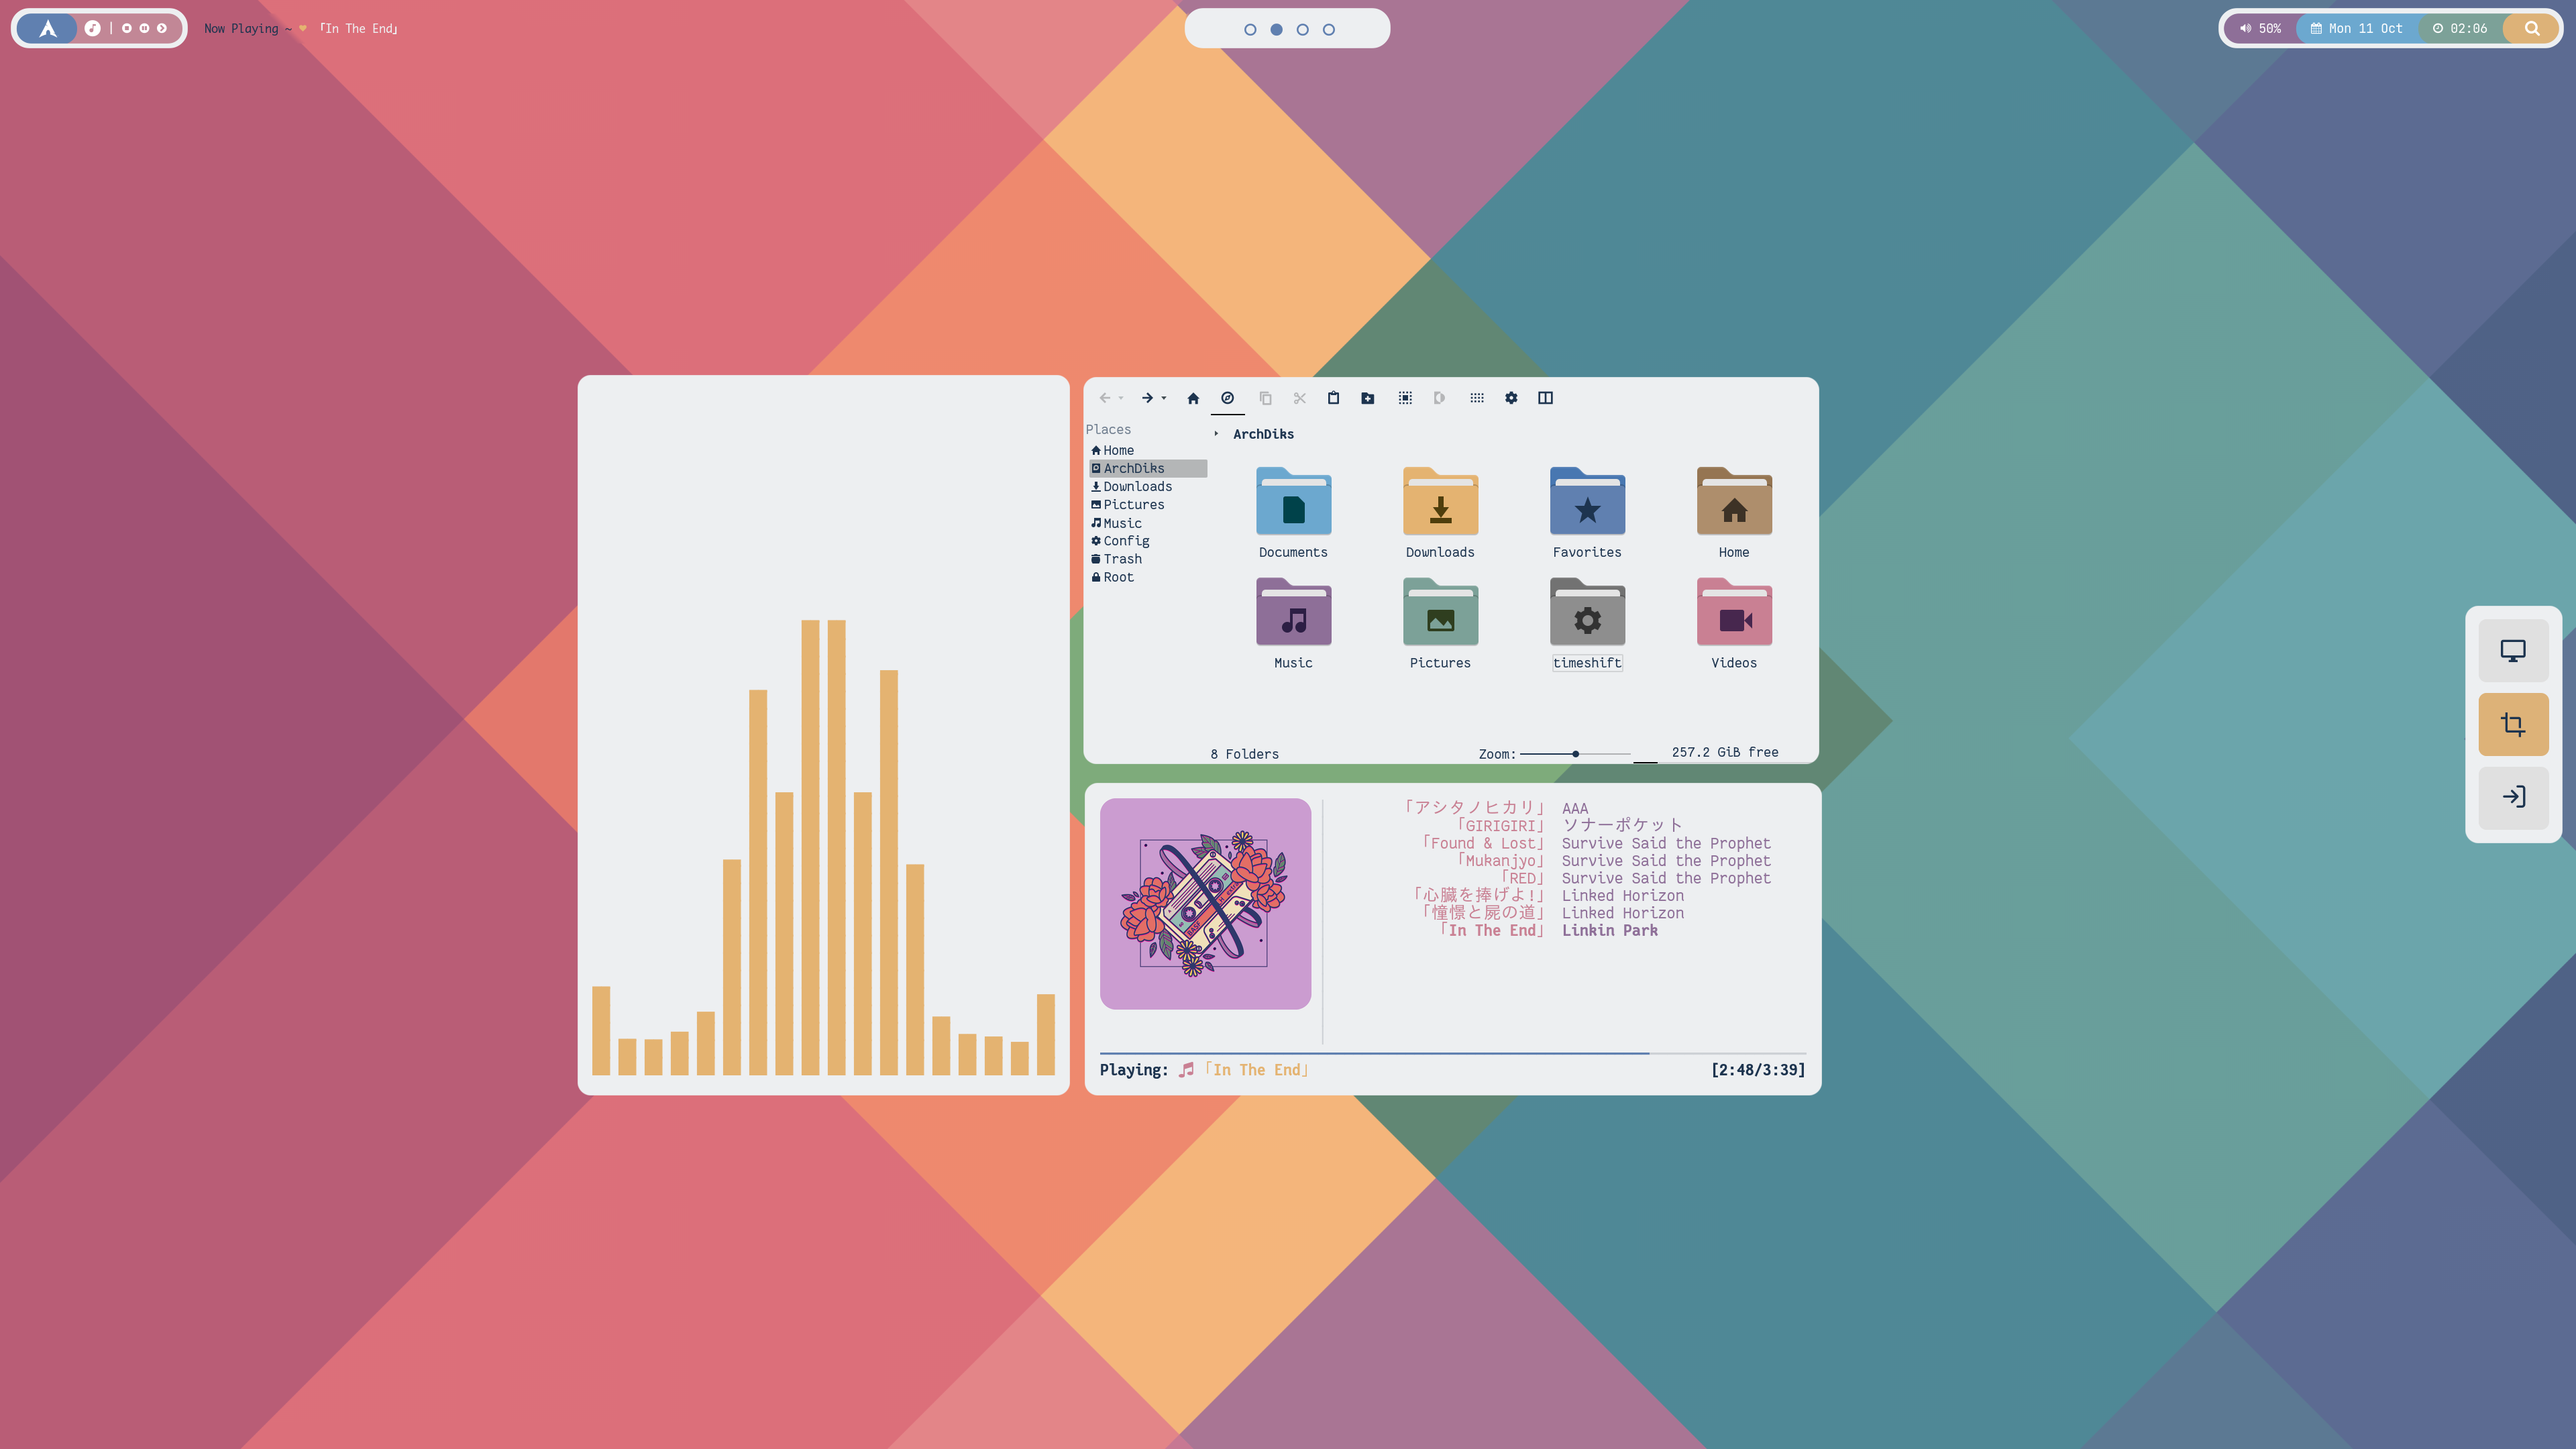 Now Playing ~ 「In The End」
50% Mon 11 Oct 02:06
Places
Home
ArchDiks
Downloads
Pictures
Music
Config
Trash
Root
ArchDiks
Documents Downloads Favorites Home
Music Pictures timeshift Videos
8 Folders Zoom: 257.2 GiB free
「アシタノヒカリ」 AAA
「GIRIGIRI」 ソナーポケット
「Found & Lost」 Survive Said the Prophet
「Mukanjyo」 Survive Said the Prophet
「RED」 Survive Said the Prophet
「心臓を捧げよ!」 Linked Horizon
「憧憬と屍の道」 Linked Horizon
「In The End」 Linkin Park
Playing: 「In The End」 [2:48/3:39]